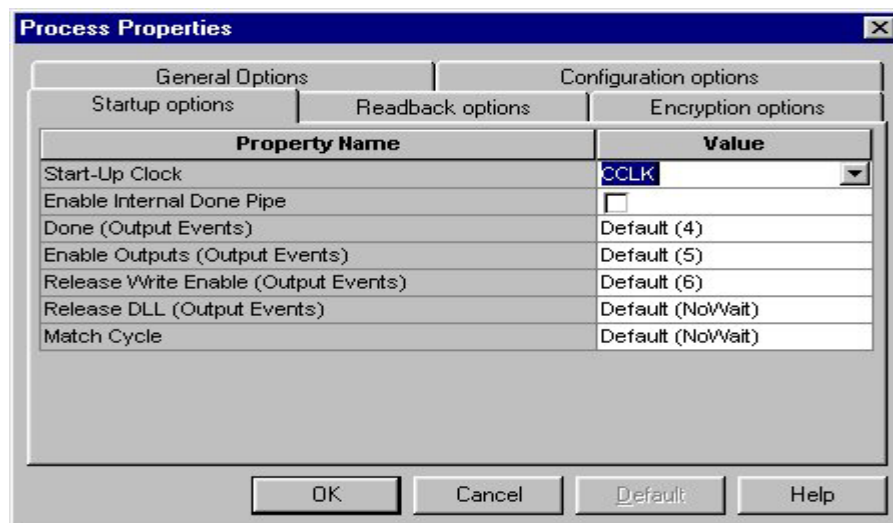 Process Properties
General Options
Configuration options
Startup options
Readback options
Encryption options
Property Name Value
Start-Up Clock CCLK
Enable Internal Done Pipe
Done (Output Events) Default (4)
Enable Outputs (Output Events) Default (5)
Release Write Enable (Output Events) Default (6)
Release DLL (Output Events) Default (NoWait)
Match Cycle Default (NoWait)
OK Cancel Default Help